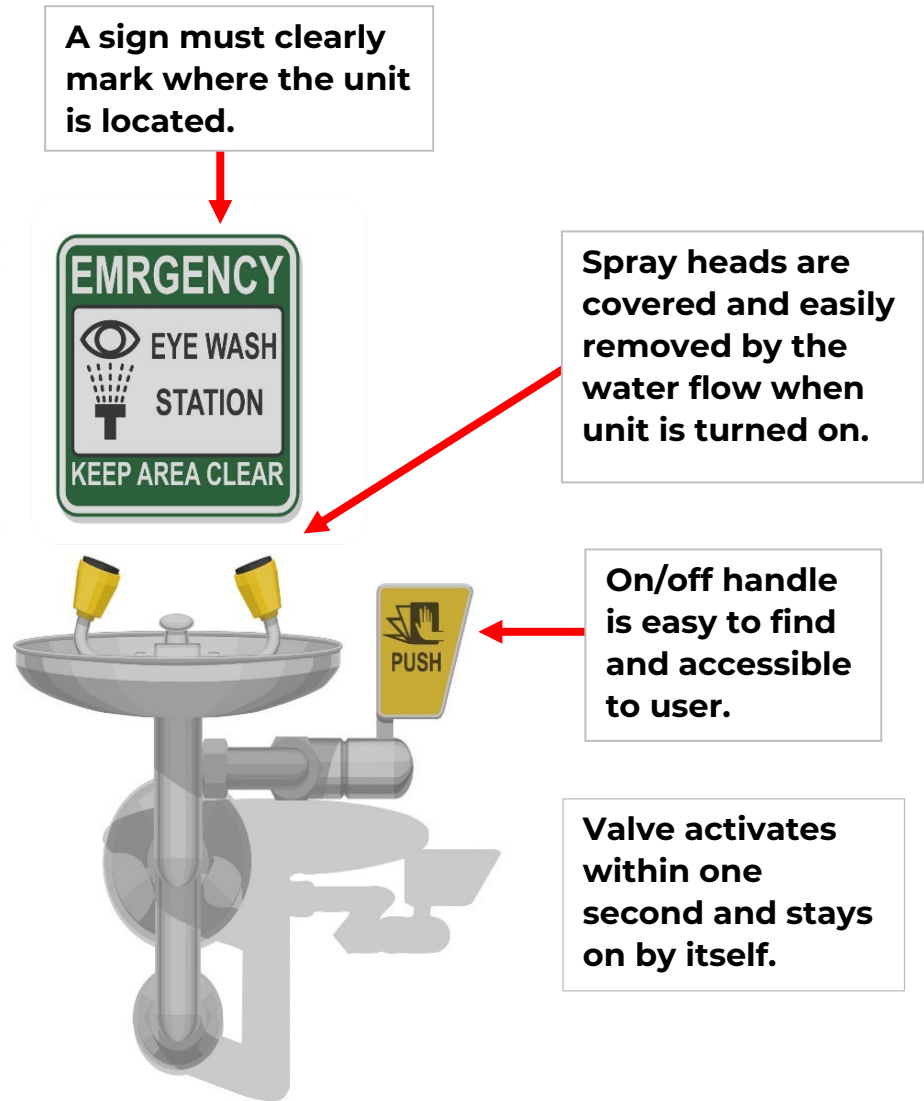 A sign must clearly
mark where the unit
is located.
EMRGENCY
EYE WASH
STATION
KEEP AREA CLEAR
Spray heads are
covered and easily
removed by the
water flow when
unit is turned on.
PUSH
On/off handle
is easy to find
and accessible
to user.
Valve activates
within one
second and stays
on by itself.